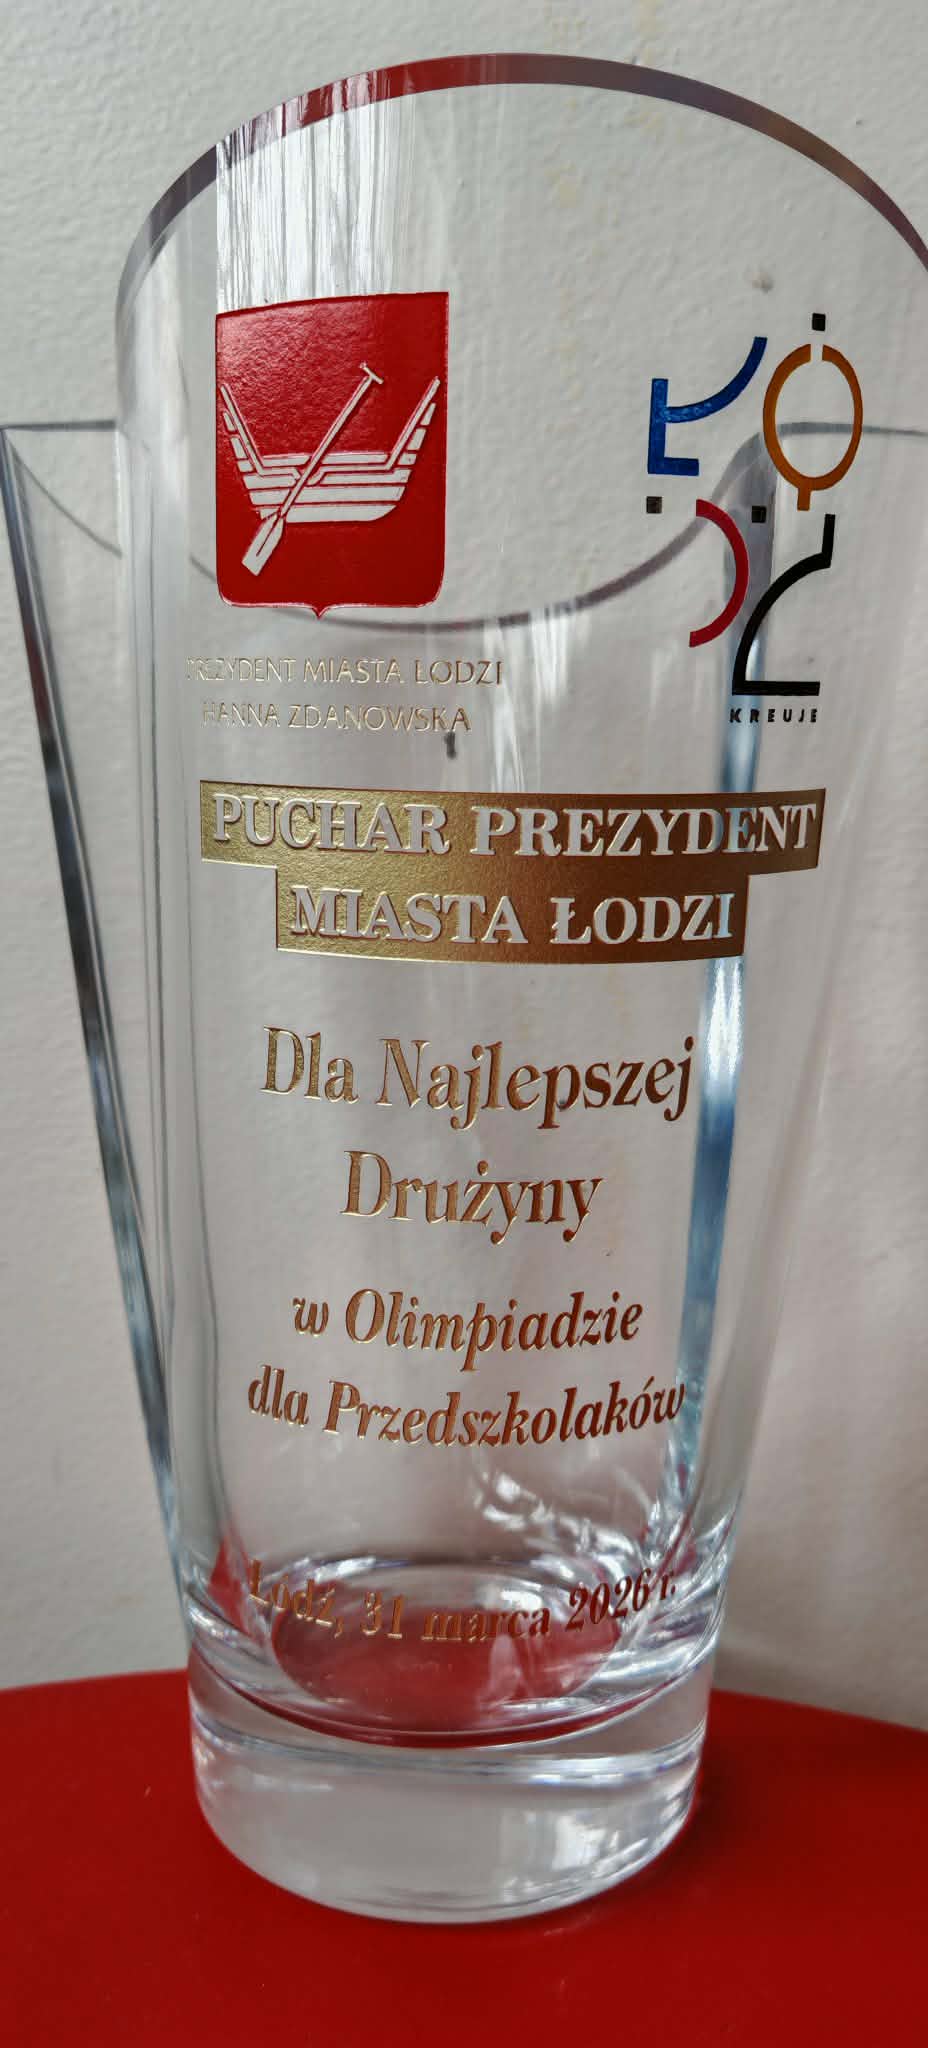 PREZYDENT MIASTA ŁODZI
HANNA ZDANOWSKA
ŁÓDŹ
KREUJE
PUCHAR PREZYDENT
MIASTA ŁODZI
Dla Najlepszej
Drużyny
w Olimpiadzie
dla Przedszkolaków
Łódź, 31 marca 2026 r.